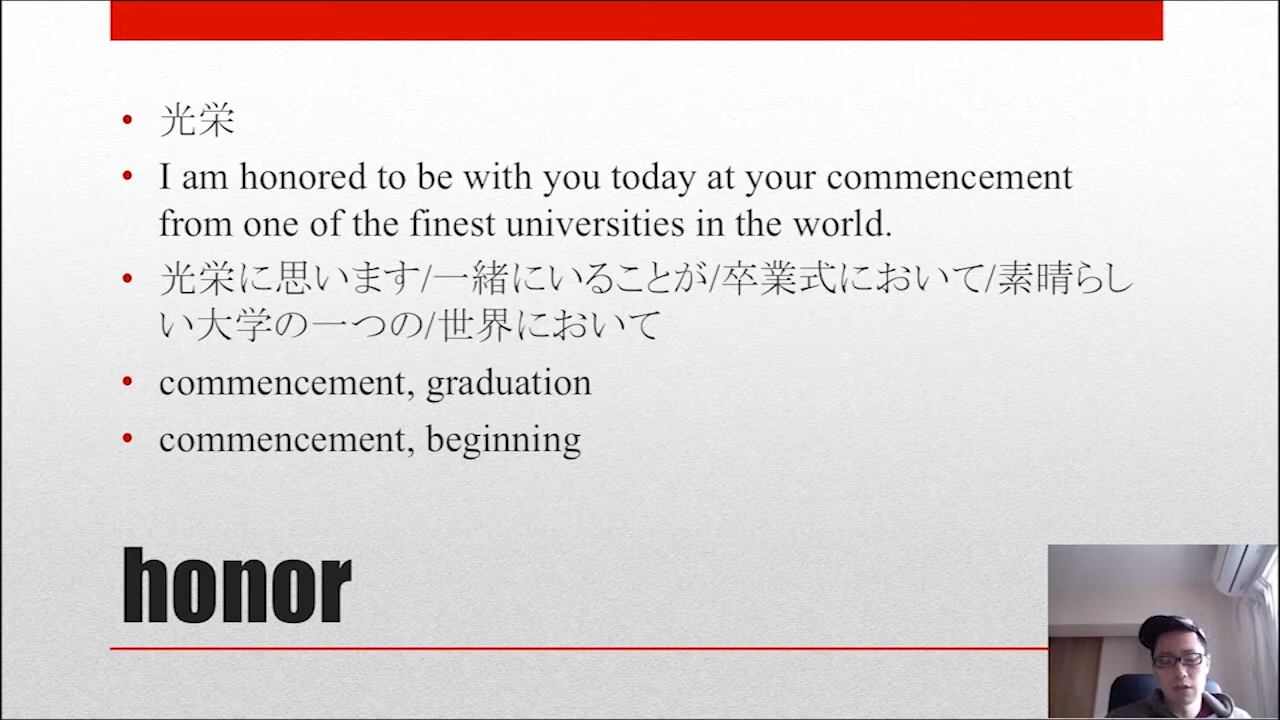 光栄
I am honored to be with you today at your commencement
from one of the finest universities in the world.
光栄に思います/一緒にいることが/卒業式において/素晴らし
い大学の一つの/世界において
commencement, graduation
commencement, beginning
honor